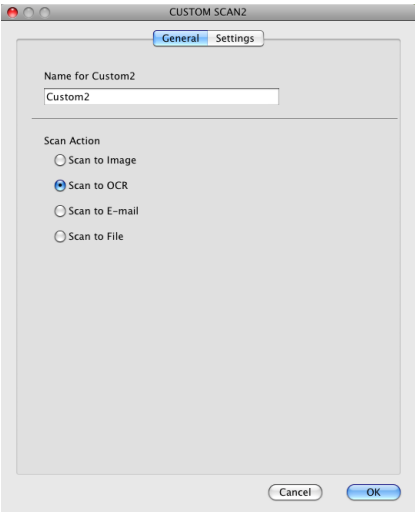 CUSTOM SCAN2
General Settings
Name for Custom2
Custom2
Scan Action
Scan to Image
Scan to OCR
Scan to E-mail
Scan to File
Cancel OK